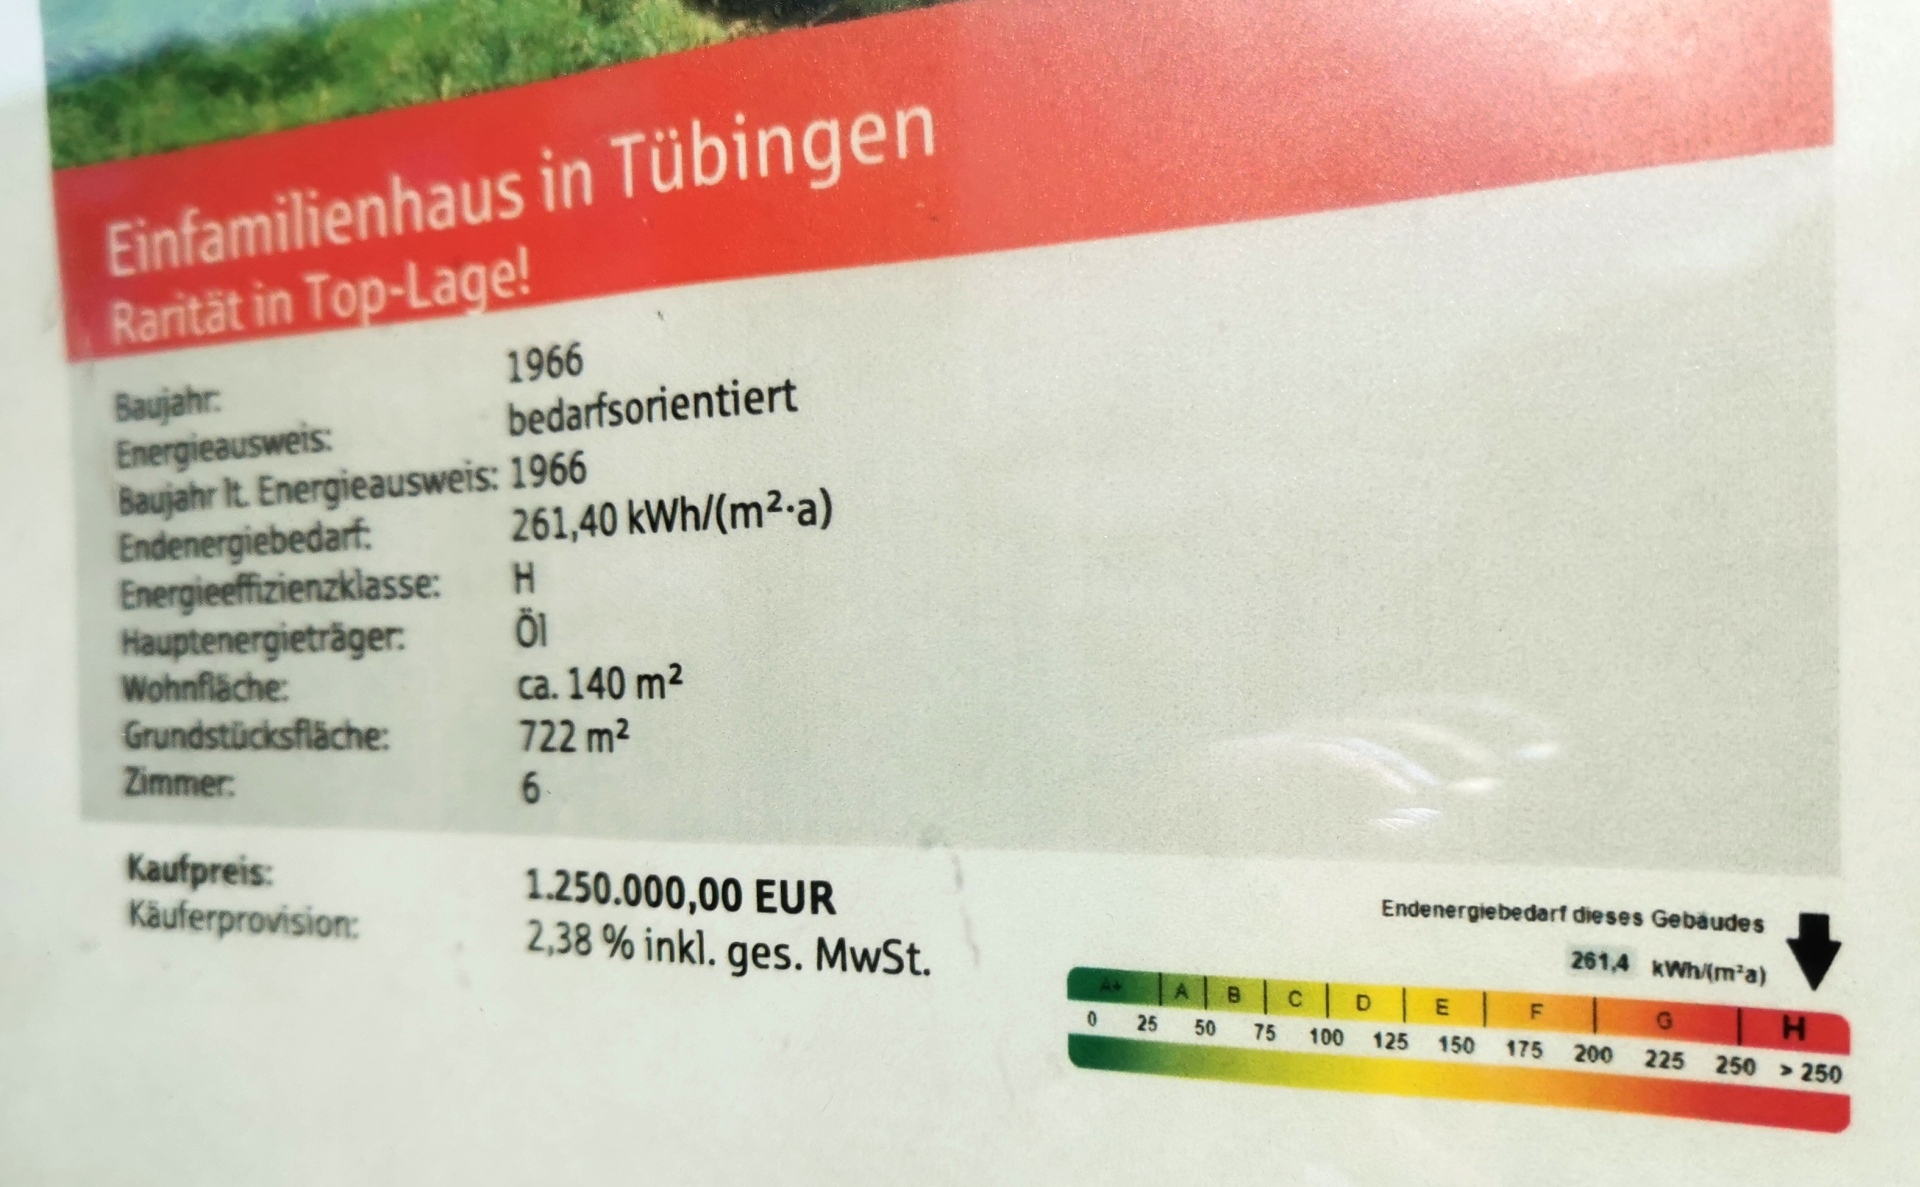 Einfamilienhaus in Tübingen
Rarität in Top-Lage!
Baujahr: 1966
Energieausweis: bedarfsorientiert
Baujahr lt. Energieausweis: 1966
Endenergiebedarf: 261,40 kWh/(m²·a)
Energieeffizienzklasse: H
Hauptenergieträger: Öl
Wohnfläche: ca. 140 m²
Grundstücksfläche: 722 m²
Zimmer: 6
Kaufpreis: 1.250.000,00 EUR
Käuferprovision: 2,38 % inkl. ges. MwSt.
Endenergiebedarf dieses Gebäudes
261,4 kWh/(m²a)
A+ A B C D E F G H
0 25 50 75 100 125 150 175 200 225 250 > 250